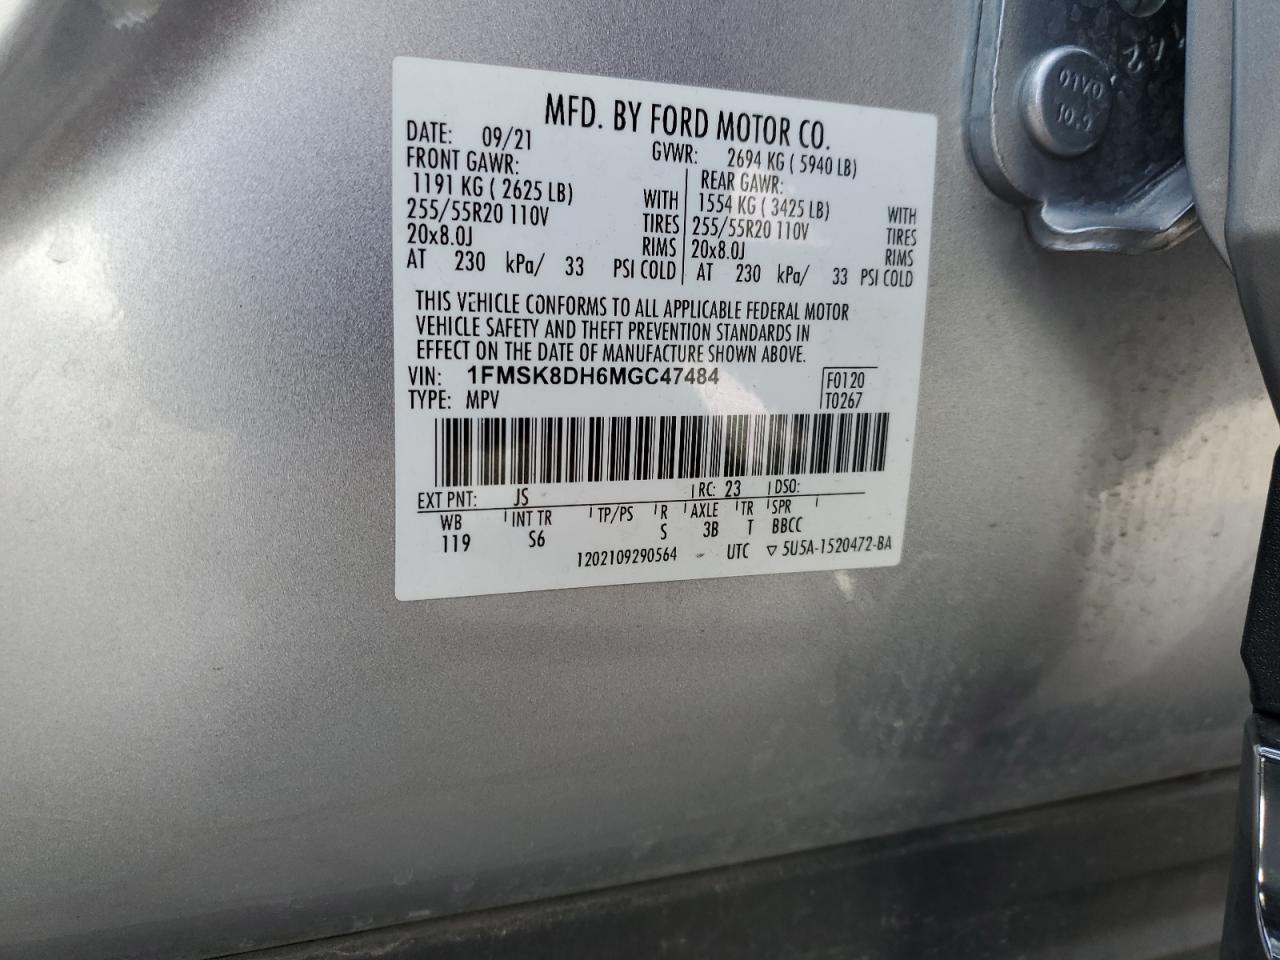 MFD. BY FORD MOTOR CO.
DATE: 09/21 GVWR: 2694 KG ( 5940 LB)
FRONT GAWR: REAR GAWR:
1191 KG ( 2625 LB) WITH 1554 KG ( 3425 LB) WITH
255/55R20 110V TIRES 255/55R20 110V TIRES
20x8.0J RIMS 20x8.0J RIMS
AT 230 kPa/ 33 PSI COLD AT 230 kPa/ 33 PSI COLD
THIS VEHICLE CONFORMS TO ALL APPLICABLE FEDERAL MOTOR
VEHICLE SAFETY AND THEFT PREVENTION STANDARDS IN
EFFECT ON THE DATE OF MANUFACTURE SHOWN ABOVE.
VIN: 1FMSK8DH6MGC47484 F0120
TYPE: MPV T0267
EXT PNT: JS RC: 23 DSO:
WB INT TR TP/PS R AXLE TR SPR
119 S6 S 3B T BBCC
1202109290564 UTC ▽ 5U5A-1520472-BA
10.9